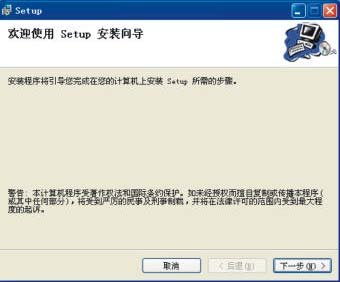 Setup
欢迎使用 Setup 安装向导
安装程序将引导您完成在您的计算机上安装 Setup 所需的步骤。
警告: 本计算机程序受著作权法和国际条约保护。如未经授权而擅自复制或传播本程序(
或其中任何部分)，将受到严厉的民事及刑事制裁，并将在法律许可的范围内受到最大程
度的起诉。
取消 < 后退(B) 下一步(N) >